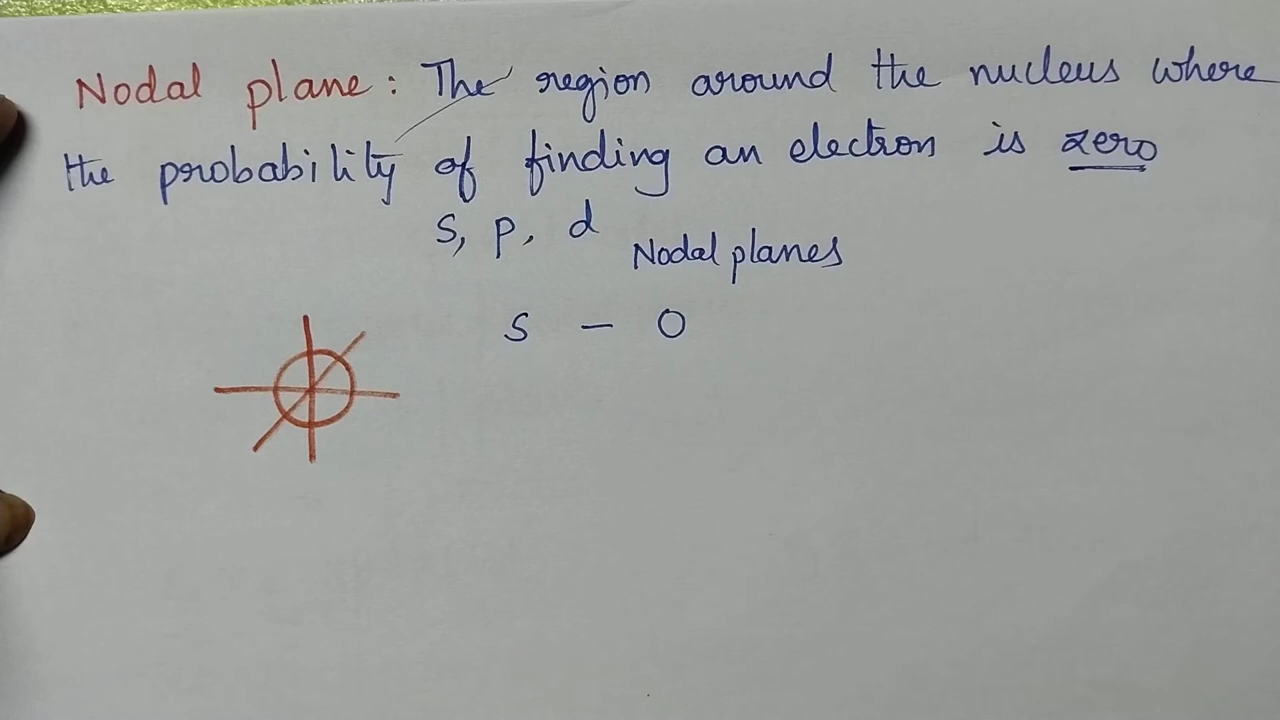 Nodal plane: The region around the nucleus where
the probability of finding an electron is zero
s, p, d
Nodal planes
s - 0